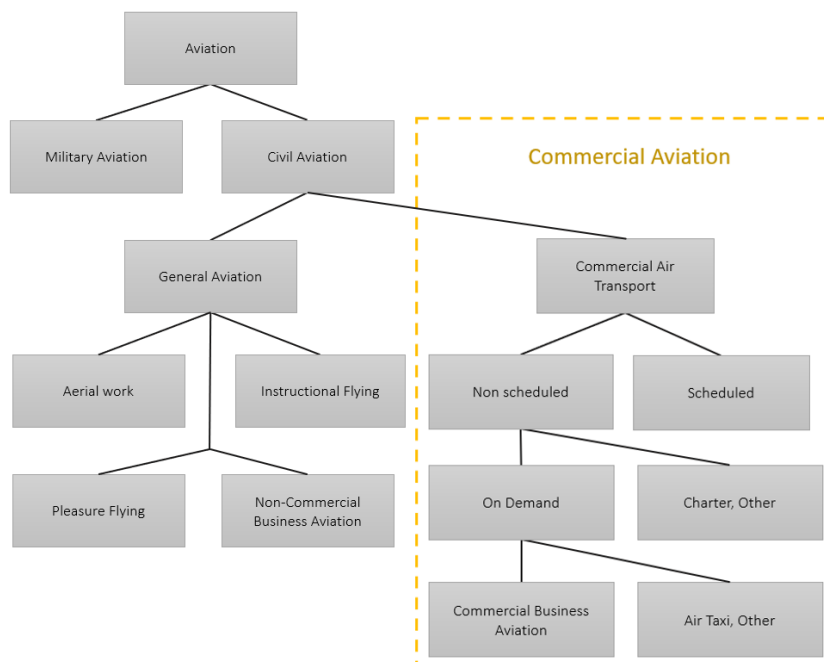 Aviation
Military Aviation
Civil Aviation
Commercial Aviation
General Aviation
Commercial Air
Transport
Aerial work
Instructional Flying
Non scheduled
Scheduled
Pleasure Flying
Non-Commercial
Business Aviation
On Demand
Charter, Other
Commercial Business
Aviation
Air Taxi, Other